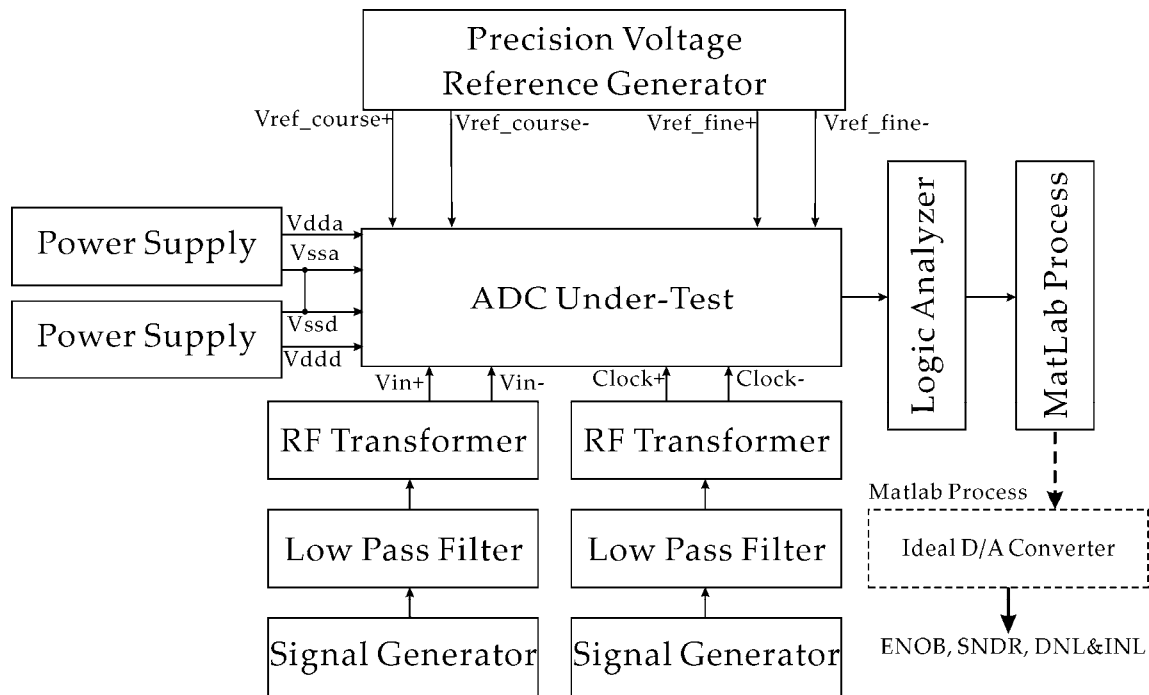 Precision Voltage
Reference Generator
Vref_course+
Vref_course-
Vref_fine+
Vref_fine-
Power Supply
Vdda
Vssa
Power Supply
Vssd
Vddd
ADC Under-Test
Logic Analyzer
MatLab Process
Vin+
Vin-
Clock+
Clock-
RF Transformer
RF Transformer
Low Pass Filter
Low Pass Filter
Signal Generator
Signal Generator
Matlab Process
Ideal D/A Converter
ENOB, SNDR, DNL&INL